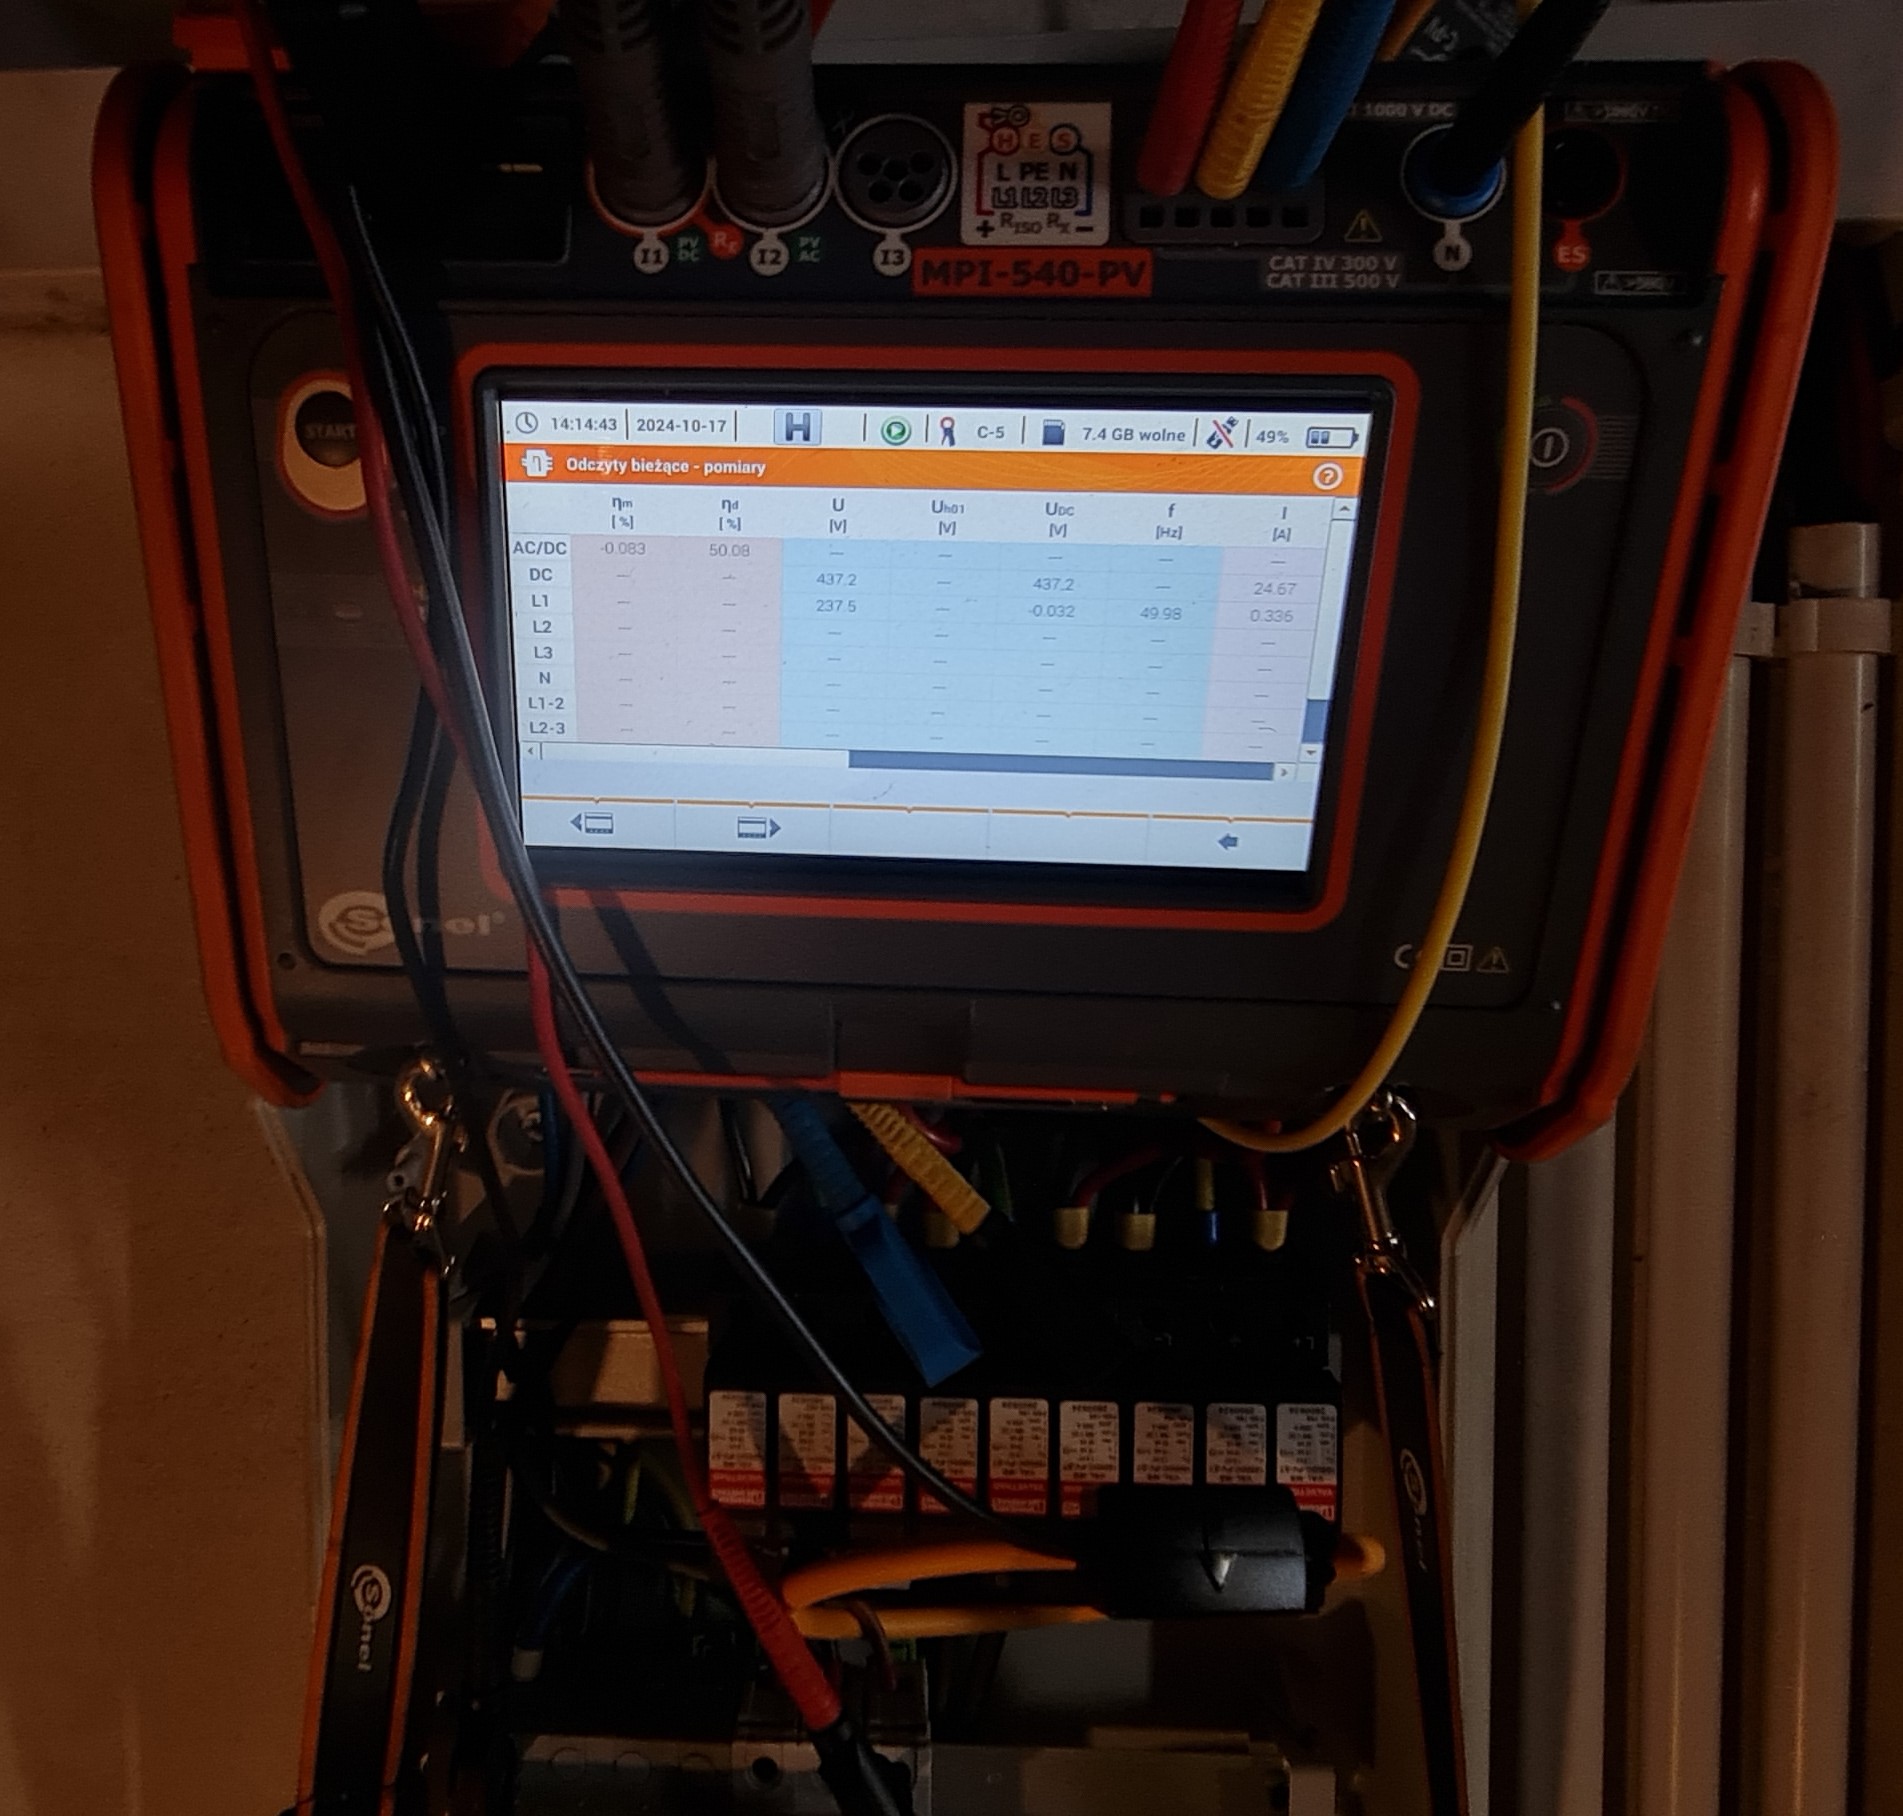 1000 V DC
H E S
L PE N
L1 L2 L3
+ RISO RX -
I1 PV DC RE I2 PV AC I3
MPI-540-PV
CAT IV 300 V
CAT III 500 V
N
ES
START
14:14:43 2024-10-17 H C-5 7.4 GB wolne 49%
Odczyty bieżące - pomiary ?
ηm ηd U Uh01 UDC f I
[%] [%] [V] [V] [V] [Hz] [A]
AC/DC -0.083 50.08 --- --- --- --- ---
DC --- --- 437.2 --- 437.2 --- 24.67
L1 --- --- 237.5 --- -0.032 49.98 0.336
L2 --- --- --- --- --- --- ---
L3 --- --- --- --- --- --- ---
N --- --- --- --- --- --- ---
L1-2 --- --- --- --- --- --- ---
L2-3 --- --- --- --- --- --- ---
Sonel®
CE
Sonel
Sonel